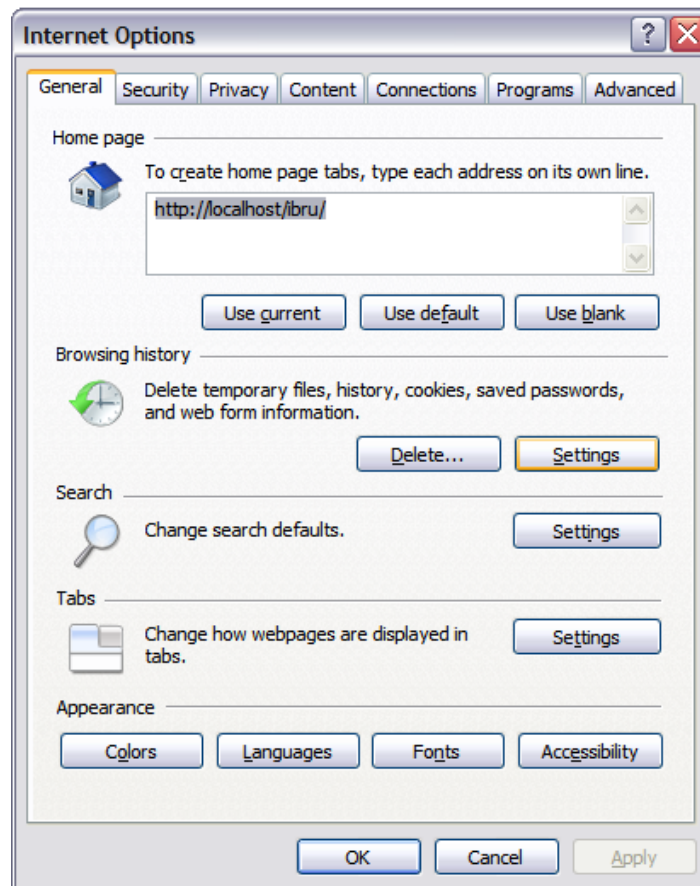 Internet Options
General Security Privacy Content Connections Programs Advanced
Home page
To create home page tabs, type each address on its own line.
http://localhost/ibru/
Use current Use default Use blank
Browsing history
Delete temporary files, history, cookies, saved passwords,
and web form information.
Delete... Settings
Search
Change search defaults. Settings
Tabs
Change how webpages are displayed in
tabs.
Settings
Appearance
Colors Languages Fonts Accessibility
OK Cancel Apply